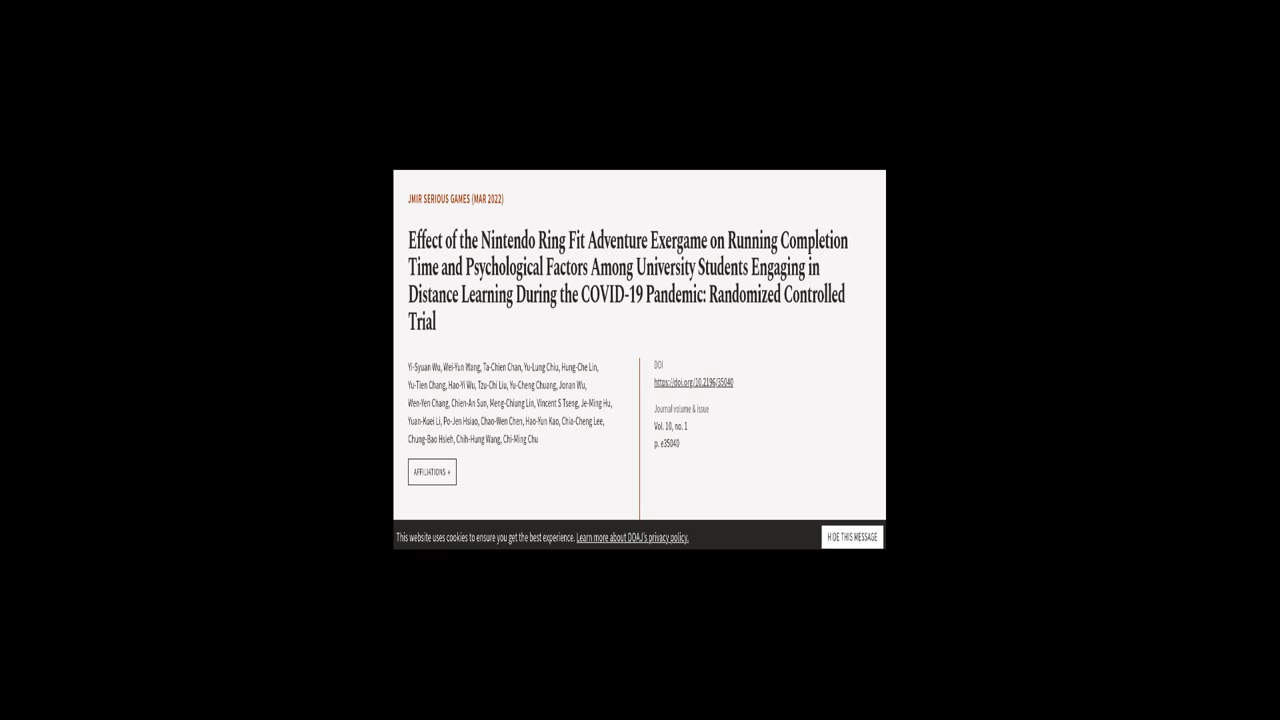 JMIR SERIOUS GAMES (MAR 2022)
Effect of the Nintendo Ring Fit Adventure Exergame on Running Completion
Time and Psychological Factors Among University Students Engaging in
Distance Learning During the COVID-19 Pandemic: Randomized Controlled
Trial
Yi-Syuan Wu, Wei-Yun Wang, Ta-Chien Chan, Yu-Lung Chiu, Hung-Che Lin,
Yu-Tien Chang, Hao-Yi Wu, Tzu-Chi Liu, Yu-Cheng Chuang, Jonan Wu,
Wen-Yen Chang, Chien-An Sun, Meng-Chiung Lin, Vincent S Tseng, Je-Ming Hu,
Yuan-Kuei Li, Po-Jen Hsiao, Chao-Wen Chen, Hao-Yun Kao, Chia-Cheng Lee,
Chung-Bao Hsieh, Chih-Hung Wang, Chi-Ming Chu
AFFILIATIONS +
DOI
https://doi.org/10.2196/35040
Journal volume & issue
Vol. 10, no. 1
p. e35040
This website uses cookies to ensure you get the best experience. Learn more about DOAJ's privacy policy.
HIDE THIS MESSAGE